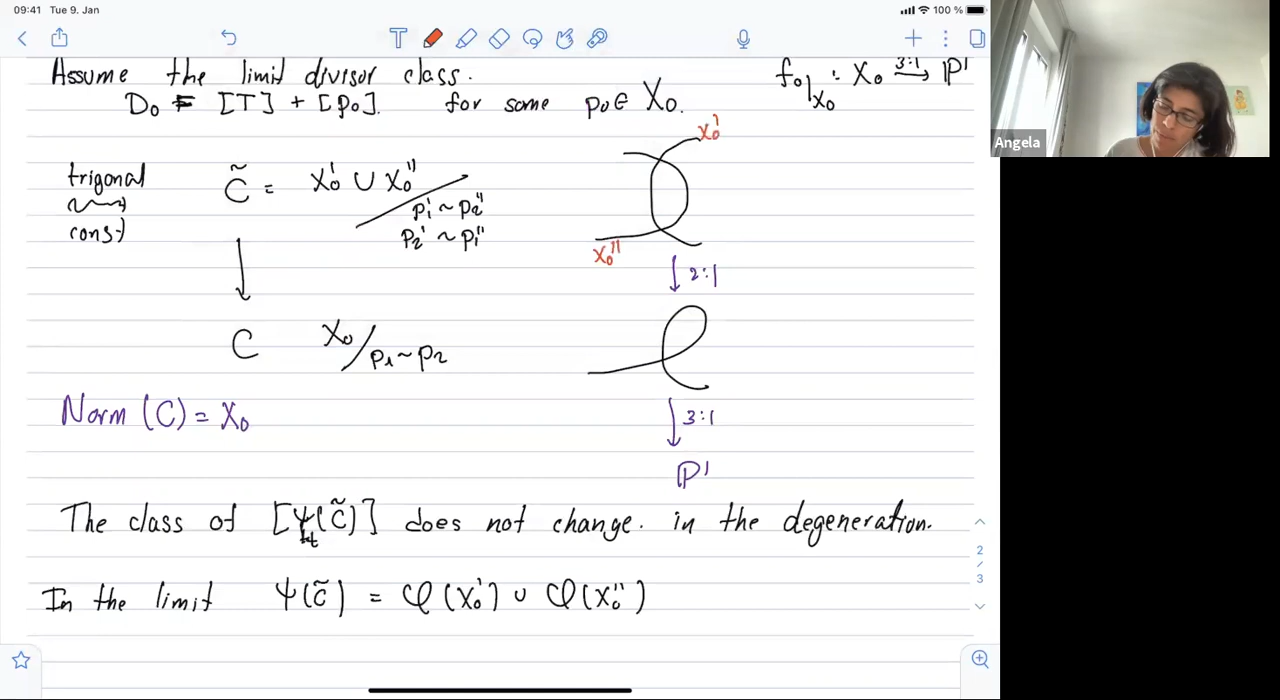 09:41 Tue 9. Jan
100 %
Assume the limit divisor class.
D₀ = [T] + [p₀]. for some p₀ ∈ X₀.
f₀|X₀ : X₀ 3:1→ ℙ¹
Angela
trigonal
const
C̃ = X₀' ∪ X₀'' / p₁' ~ p₂''
p₂' ~ p₁''
X₀'
X₀''
↓ 2:1
C X₀ / p₁ ~ p₂
Norm (C) = X₀
↓ 3:1
ℙ¹
The class of [Ψₜ(C̃)] does not change. in the degeneration.
In the limit Ψ(C̃) = φ(X₀') ∪ φ(X₀'')
2
/
3